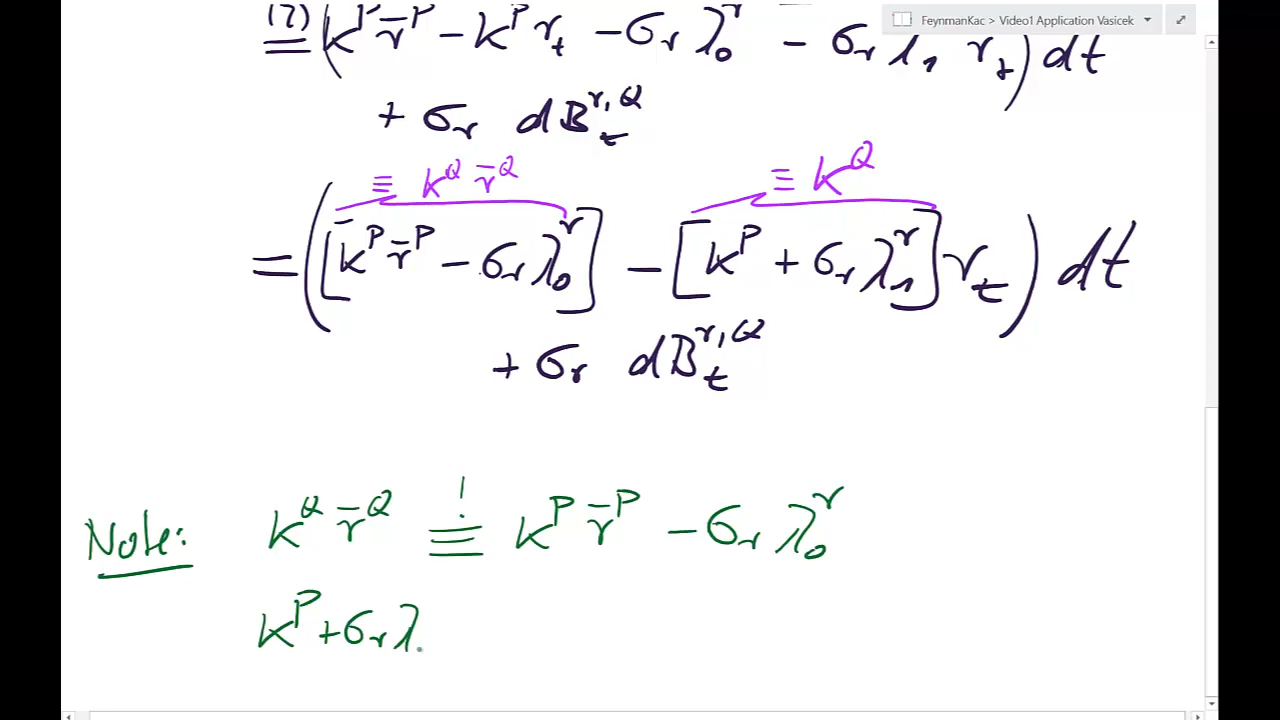 FeynmanKac > Video1 Application Vasicek
(7)
= (k^P r̄^P − k^P r_t − σ_r λ_0^r − σ_r λ_1 r_t) dt
+ σ_r dB_t^{r,Q}
≡ k^Q r̄^Q ≡ k^Q
= ([k^P r̄^P − σ_r λ_0^r] − [k^P + σ_r λ_1^r] r_t) dt
+ σ_r dB_t^{r,Q}
Note: k^Q r̄^Q ≡! k^P r̄^P − σ_r λ_0^r
k^P + σ_r λ